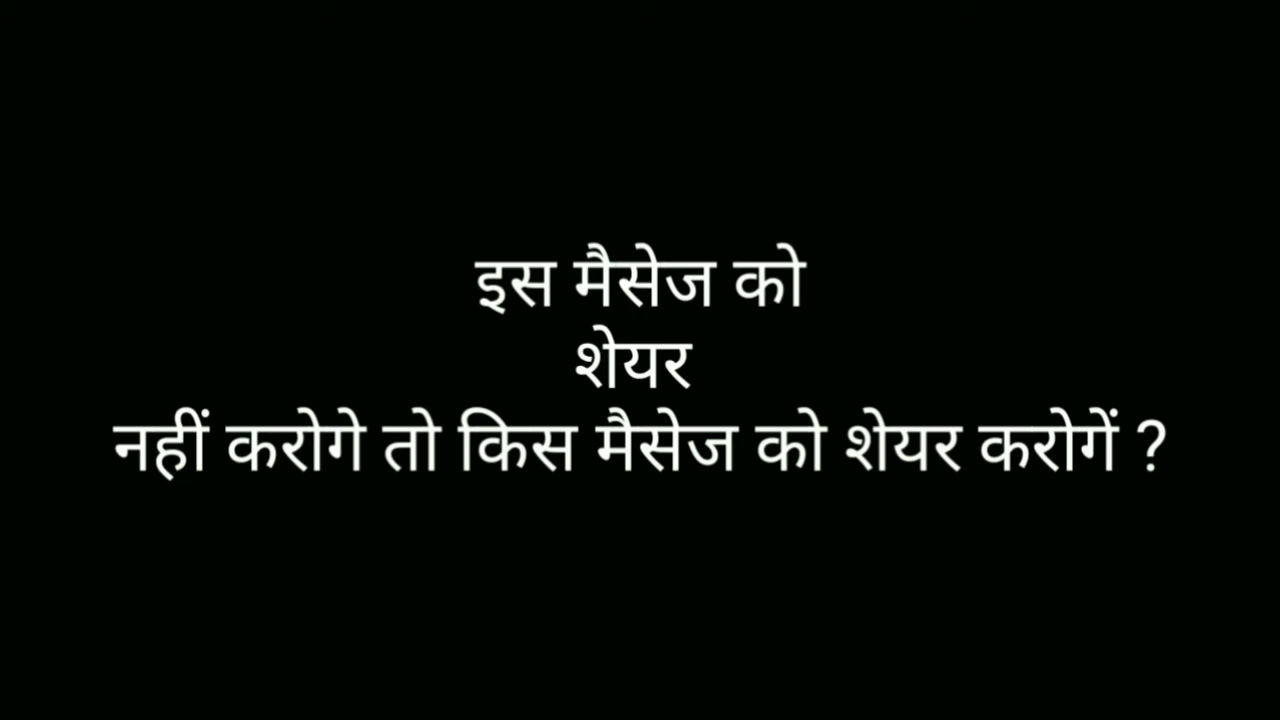 इस मैसेज को
शेयर
नहीं करोगे तो किस मैसेज को शेयर करोगें ?